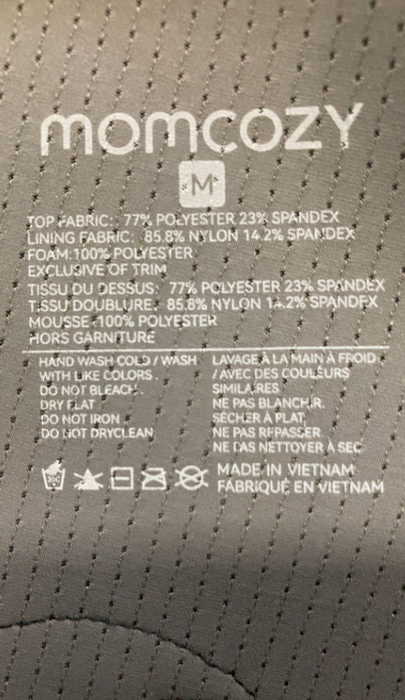 momcozy
M
TOP FABRIC: 77% POLYESTER 23% SPANDEX
LINING FABRIC: 85.8% NYLON 14.2% SPANDEX
FOAM:100% POLYESTER
EXCLUSIVE OF TRIM
TISSU DU DESSUS: 77% POLYESTER 23% SPANDEX
TISSU DOUBLURE: 85.8% NYLON 14.2% SPANDEX
MOUSSE :100% POLYESTER
HORS GARNITURE
HAND WASH COLD / WASH
WITH LIKE COLORS .
DO NOT BLEACH .
DRY FLAT
DO NOT IRON
DO NOT DRYCLEAN
LAVAGE À LA MAIN À FROID
/ AVEC DES COULEURS
SIMILAIRES
NE PAS BLANCHIR.
SÉCHER À PLAT
NE PAS REPASSER
NE PAS NETTOYER À SEC
MADE IN VIETNAM
FABRIQUÉ EN VIETNAM